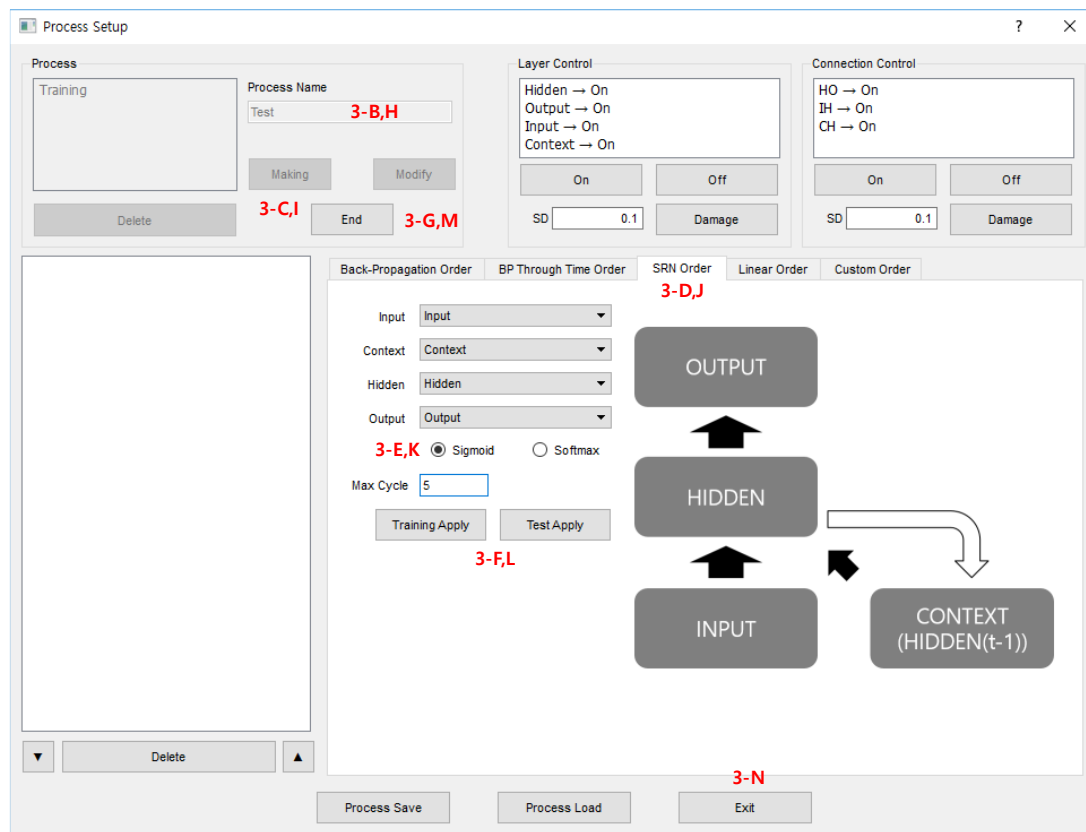 Process Setup
?
Process
Training
Process Name
Test
3-B,H
Making
Modify
3-C,I
Delete
End
3-G,M
Layer Control
Hidden → On
Output → On
Input → On
Context → On
On
Off
SD
0.1
Damage
Connection Control
HO → On
IH → On
CH → On
On
Off
SD
0.1
Damage
Back-Propagation Order
BP Through Time Order
SRN Order
Linear Order
Custom Order
3-D,J
Input
Input
Context
Context
Hidden
Hidden
Output
Output
3-E,K
Sigmoid
Softmax
Max Cycle
5
Training Apply
Test Apply
3-F,L
OUTPUT
HIDDEN
INPUT
CONTEXT
(HIDDEN(t-1))
▼
Delete
▲
3-N
Process Save
Process Load
Exit